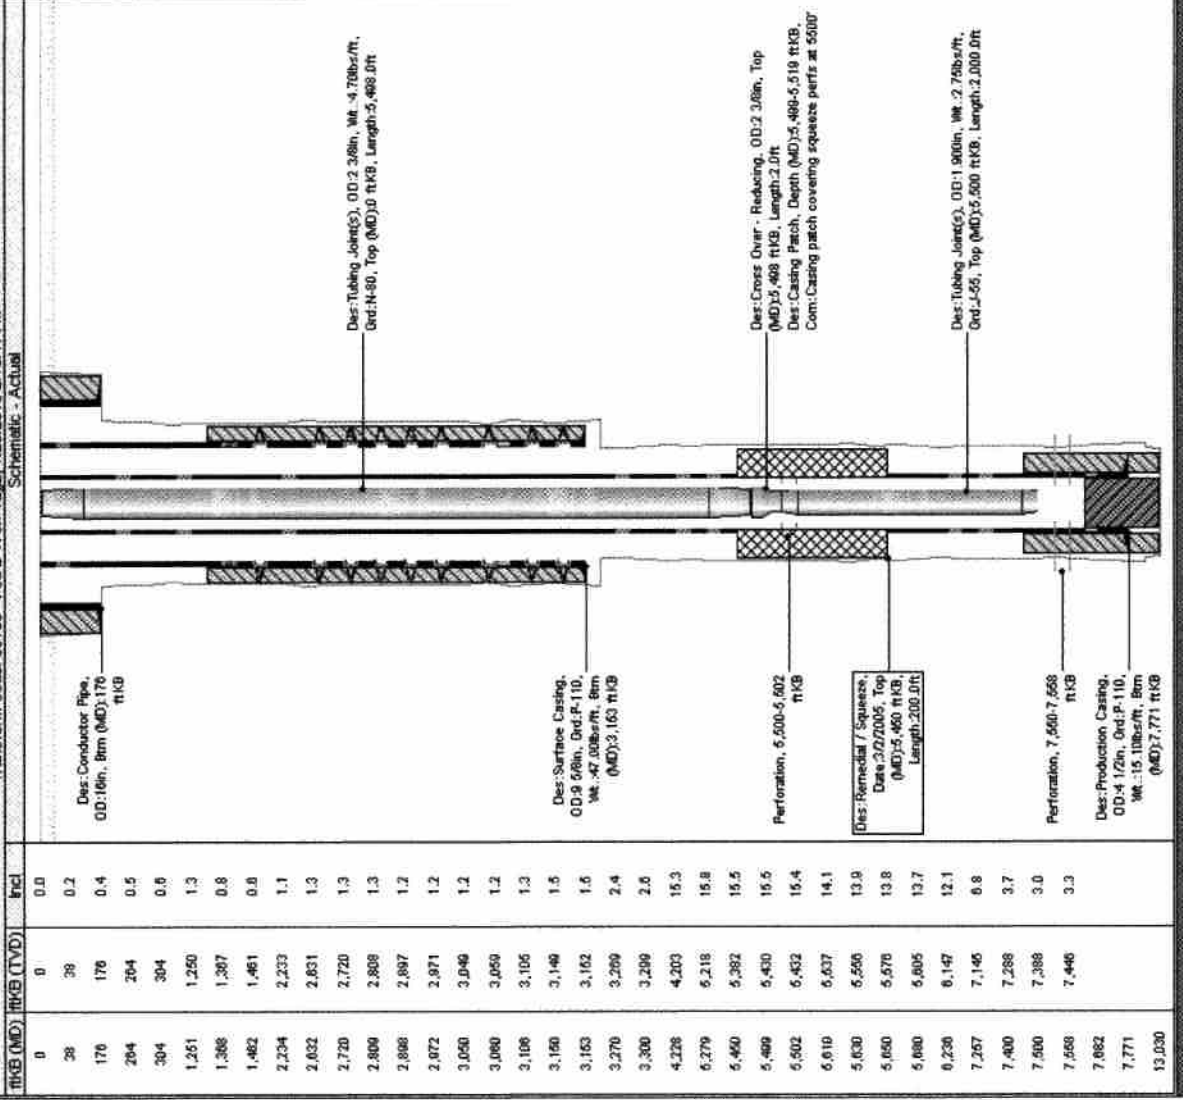 Schematic - Actual
ftKB (MD) ftKB (TVD) Incl
0 0 0.0
38 38 0.2
176 176 0.4
264 264 0.5
304 304 0.6
1,251 1,250 1.3
1,368 1,367 0.8
1,462 1,461 0.8
2,234 2,233 1.1
2,632 2,631 1.3
2,720 2,720 1.3
2,809 2,808 1.3
2,898 2,897 1.2
2,972 2,971 1.2
3,050 3,049 1.2
3,060 3,059 1.2
3,106 3,105 1.3
3,150 3,149 1.5
3,153 3,152 1.5
3,270 3,269 2.4
3,300 3,299 2.6
4,228 4,203 15.3
5,279 5,218 15.8
5,450 5,382 15.5
5,499 5,430 15.5
5,502 5,432 15.4
5,619 5,537 14.1
5,630 5,556 13.9
5,650 5,576 13.8
5,680 5,605 13.7
6,236 6,147 12.1
7,257 7,145 6.8
7,400 7,288 3.7
7,500 7,388 3.0
7,558 7,446 3.3
7,682
7,771
13,030
Des:Conductor Pipe,
OD:16in, Btm (MD):176
ftKB
Des:Surface Casing,
OD:9 5/8in, Grd:P-110,
Wt.:47.00lbs/ft, Btm
(MD):3,153 ftKB
Perforation, 5,500-5,502
ftKB
Des:Remedial / Squeeze,
Date:3/2/2005, Top
(MD):5,450 ftKB,
Length:200.0ft
Perforation, 7,550-7,558
ftKB
Des:Production Casing,
OD:4 1/2in, Grd:P-110,
Wt.:15.10lbs/ft, Btm
(MD):7,771 ftKB
Des:Tubing Joint(s), OD:2 3/8in, Wt.:4.70lbs/ft,
Grd:N-80, Top (MD):0 ftKB, Length:5,498.0ft
Des:Cross Over - Reducing, OD:2 3/8in, Top
(MD):5,498 ftKB, Length:2.0ft
Des:Casing Patch, Depth (MD):5,499-5,519 ftKB,
Com:Casing patch covering squeeze perfs at 5500'
Des:Tubing Joint(s), OD:1.900in, Wt.:2.75lbs/ft,
Grd:J-55, Top (MD):5,500 ftKB, Length:2,000.0ft